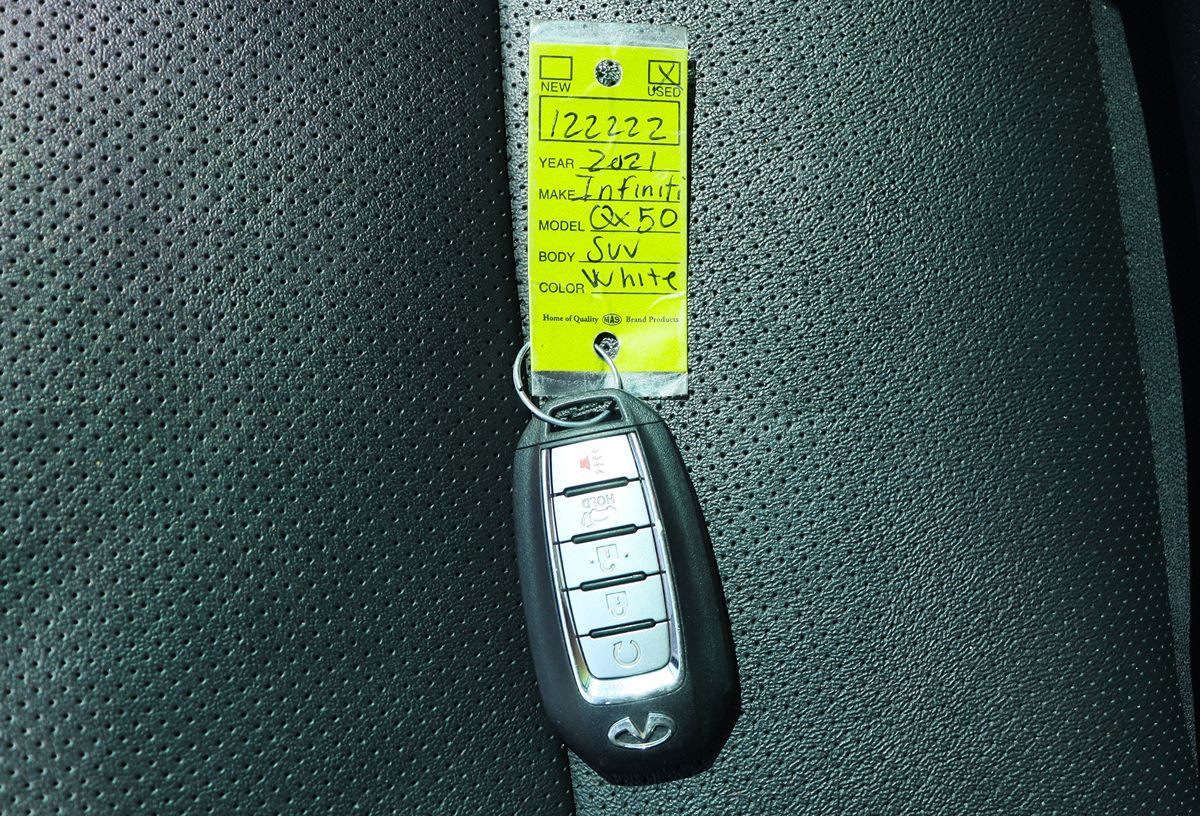 NEW USED
122222
YEAR 2021
MAKE Infiniti
MODEL Qx50
BODY SUV
COLOR White
Home of Quality MAS Brand Products
HOLD